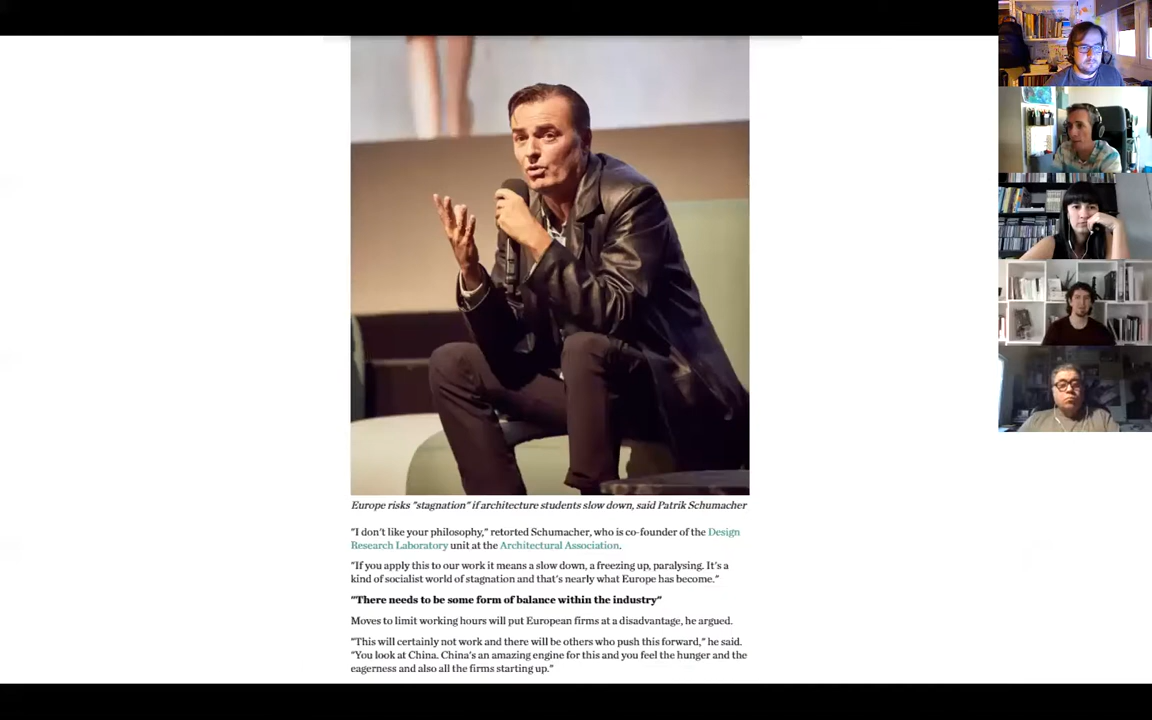 Europe risks "stagnation" if architecture students slow down, said Patrik Schumacher
"I don't like your philosophy," retorted Schumacher, who is co-founder of the Design
Research Laboratory unit at the Architectural Association.
"If you apply this to our work it means a slow down, a freezing up, paralysing. It's a
kind of socialist world of stagnation and that's nearly what Europe has become."
"There needs to be some form of balance within the industry"
Moves to limit working hours will put European firms at a disadvantage, he argued.
"This will certainly not work and there will be others who push this forward," he said.
"You look at China. China's an amazing engine for this and you feel the hunger and the
eagerness and also all the firms starting up."